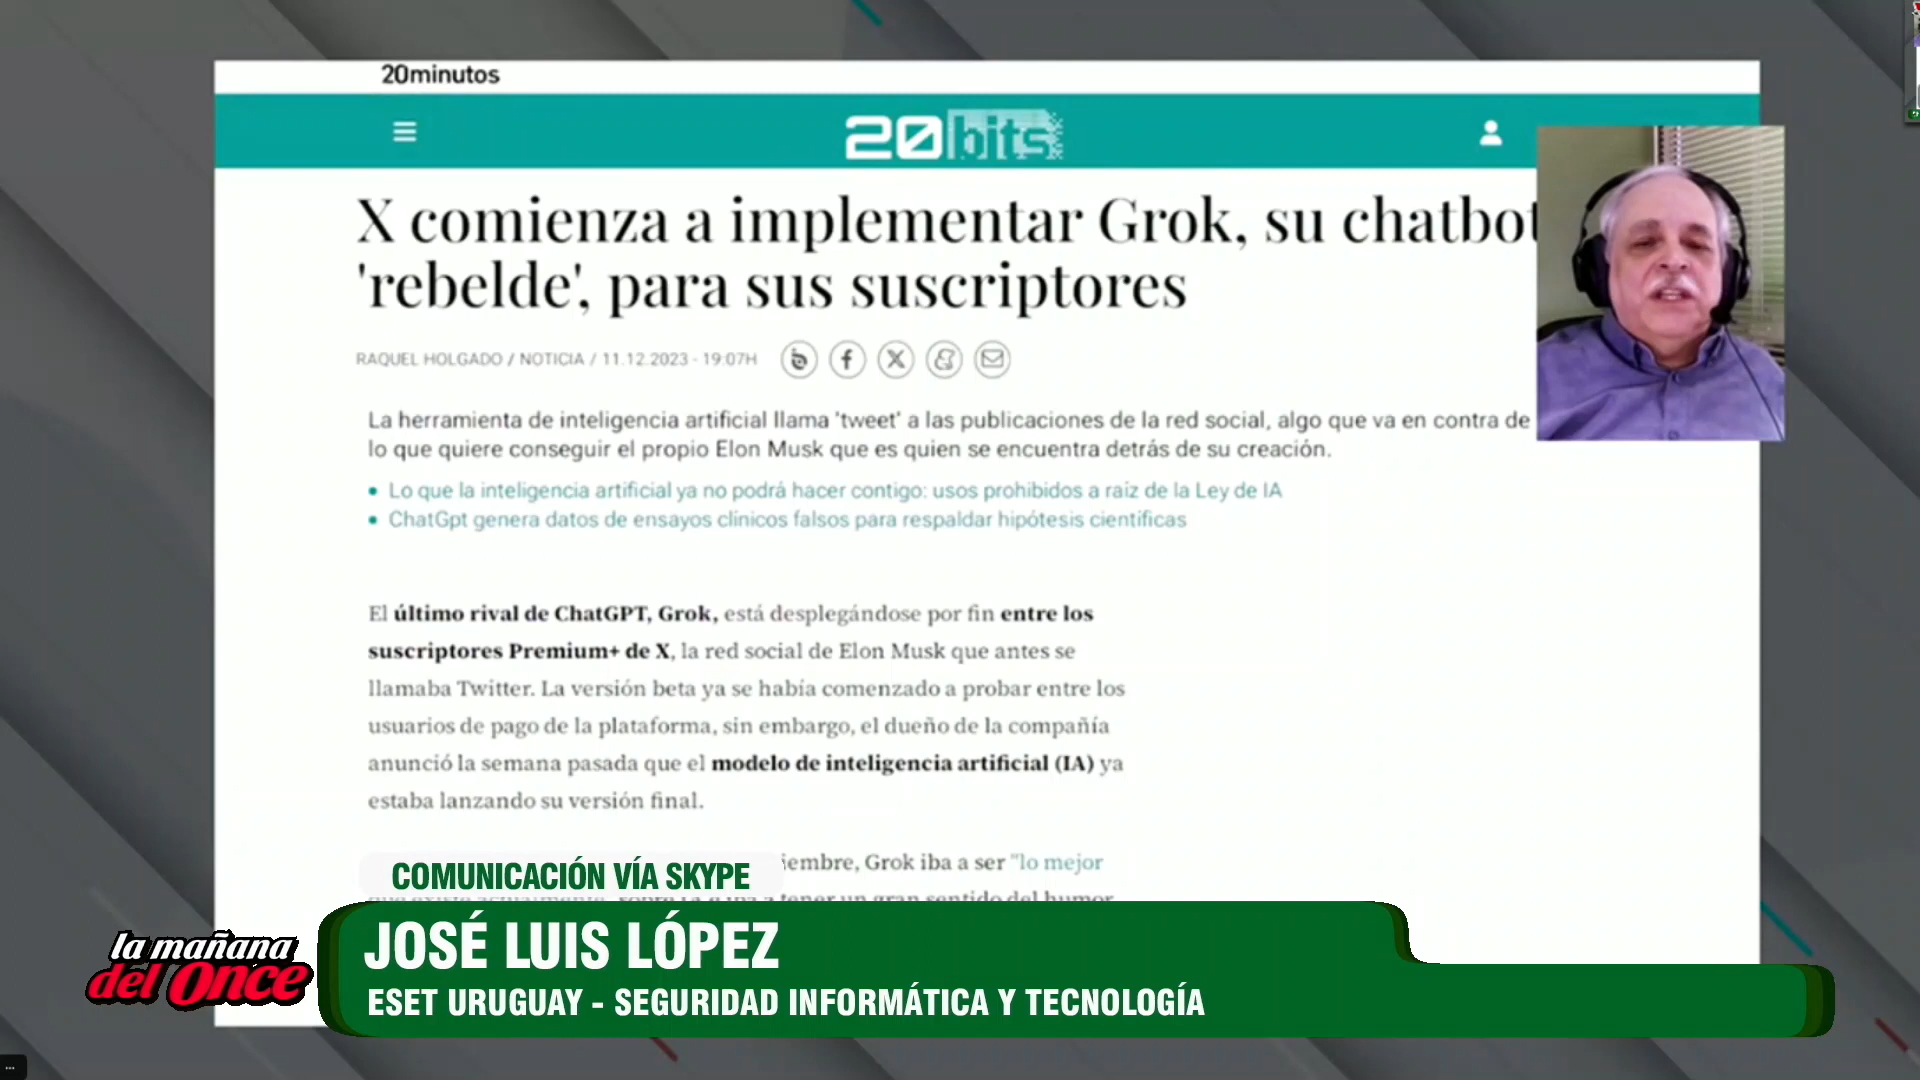 20minutos
20bits
X comienza a implementar Grok, su chatbot
'rebelde', para sus suscriptores
RAQUEL HOLGADO / NOTICIA / 11.12.2023 - 19:07H
La herramienta de inteligencia artificial llama 'tweet' a las publicaciones de la red social, algo que va en contra de
lo que quiere conseguir el propio Elon Musk que es quien se encuentra detrás de su creación.
• Lo que la inteligencia artificial ya no podrá hacer contigo: usos prohibidos a raíz de la Ley de IA
• ChatGpt genera datos de ensayos clínicos falsos para respaldar hipótesis científicas
El último rival de ChatGPT, Grok, está desplegándose por fin entre los
suscriptores Premium+ de X, la red social de Elon Musk que antes se
llamaba Twitter. La versión beta ya se había comenzado a probar entre los
usuarios de pago de la plataforma, sin embargo, el dueño de la compañía
anunció la semana pasada que el modelo de inteligencia artificial (IA) ya
estaba lanzando su versión final.
iembre, Grok iba a ser "lo mejor
tener un gran sentido del humor
COMUNICACIÓN VÍA SKYPE
JOSÉ LUIS LÓPEZ
ESET URUGUAY - SEGURIDAD INFORMÁTICA Y TECNOLOGÍA
la mañana
del Once